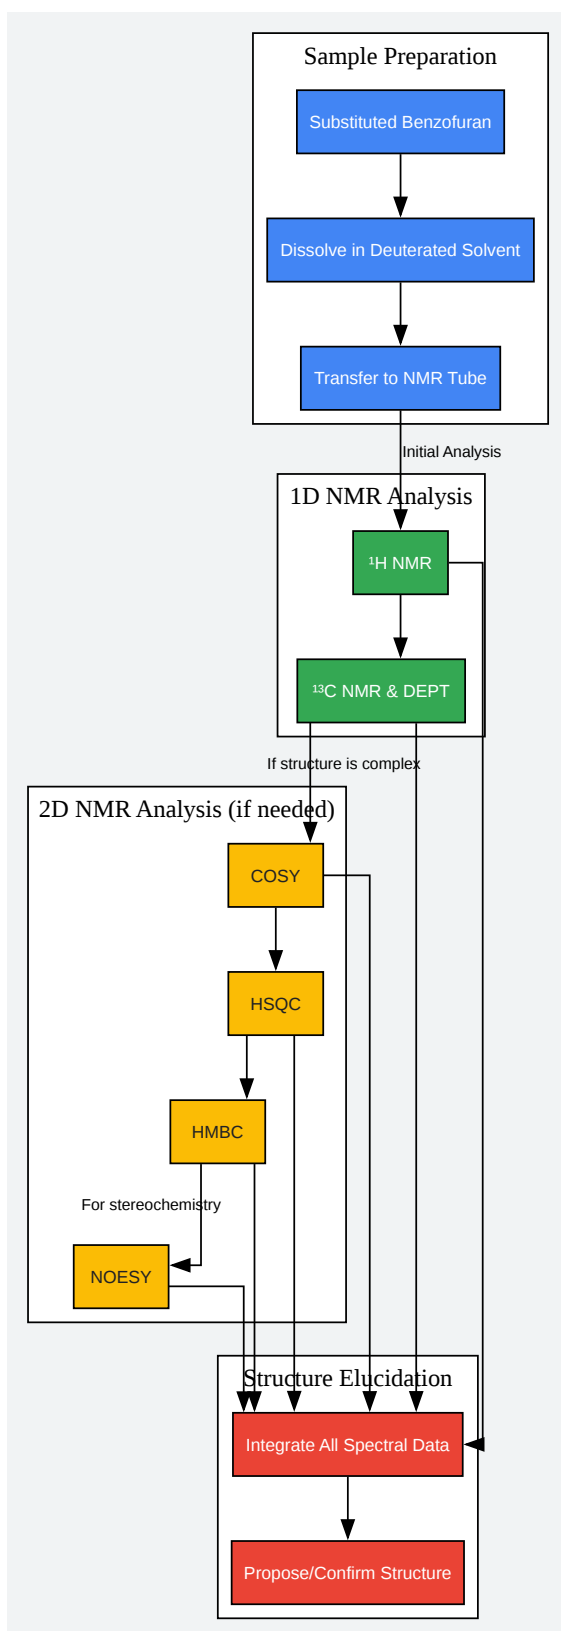 Sample Preparation
Substituted Benzofuran
Dissolve in Deuterated Solvent
Transfer to NMR Tube
Initial Analysis
1D NMR Analysis
¹H NMR
¹³C NMR & DEPT
If structure is complex
2D NMR Analysis (if needed)
COSY
HSQC
HMBC
For stereochemistry
NOESY
Structure Elucidation
Integrate All Spectral Data
Propose/Confirm Structure